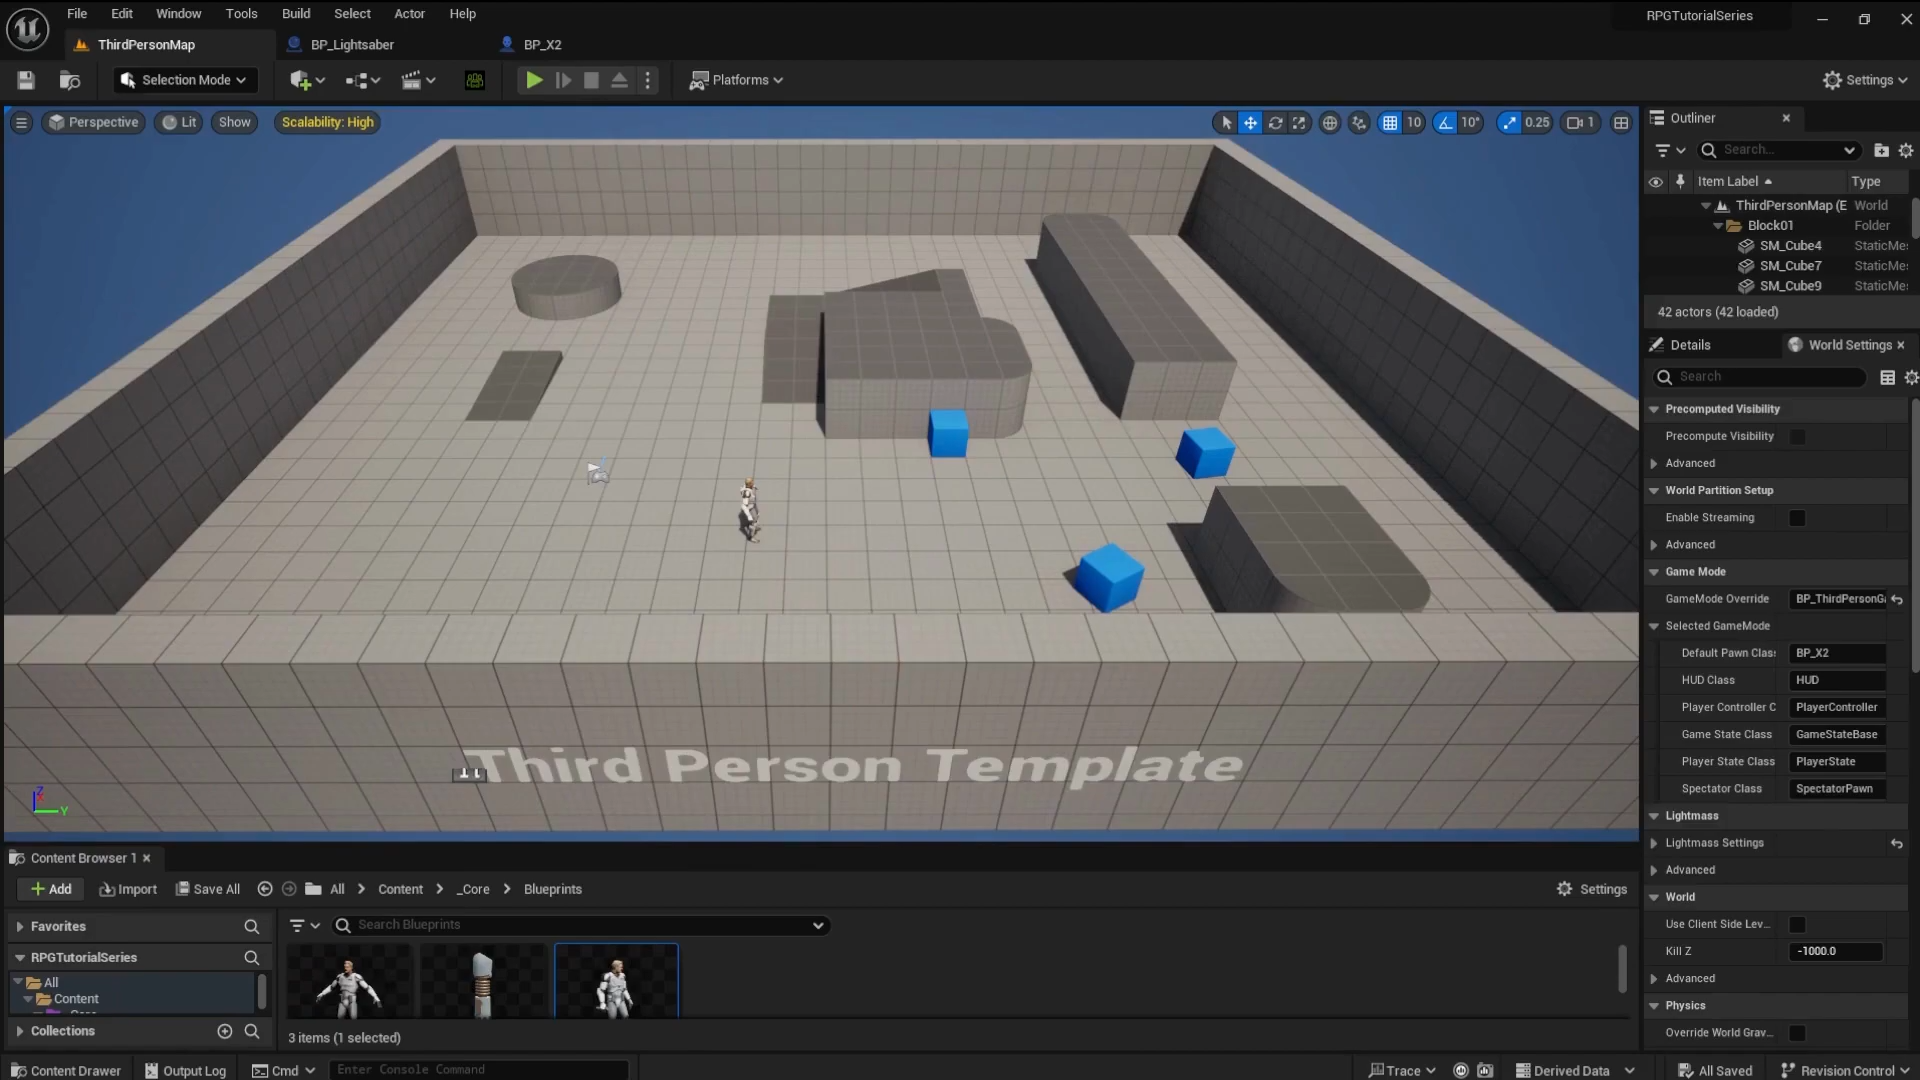 File Edit Window Tools Build Select Actor Help
RPGTutorialSeries
ThirdPersonMap BP_Lightsaber BP_X2
Selection Mode Platforms Settings
Perspective Lit Show Scalability: High 10 10° 0.25 1
Third Person Template
Outliner
Search...
Item Label Type
ThirdPersonMap (E World
Block01 Folder
SM_Cube4 StaticMe
SM_Cube7 StaticMe
SM_Cube9 StaticMe
42 actors (42 loaded)
Details World Settings
Search
Precomputed Visibility
Precompute Visibility
Advanced
World Partition Setup
Enable Streaming
Advanced
Game Mode
GameMode Override BP_ThirdPersonG
Selected GameMode
Default Pawn Clas BP_X2
HUD Class HUD
Player Controller C PlayerController
Game State Class GameStateBase
Player State Class PlayerState
Spectator Class SpectatorPawn
Lightmass
Lightmass Settings
Advanced
World
Use Client Side Lev...
Kill Z -1000.0
Advanced
Physics
Override World Grav...
Content Browser 1
Add Import Save All All Content _Core Blueprints Settings
Favorites Search Blueprints
RPGTutorialSeries
All
Content
Collections
3 items (1 selected)
Content Drawer Output Log Cmd Enter Console Command Trace Derived Data All Saved Revision Control